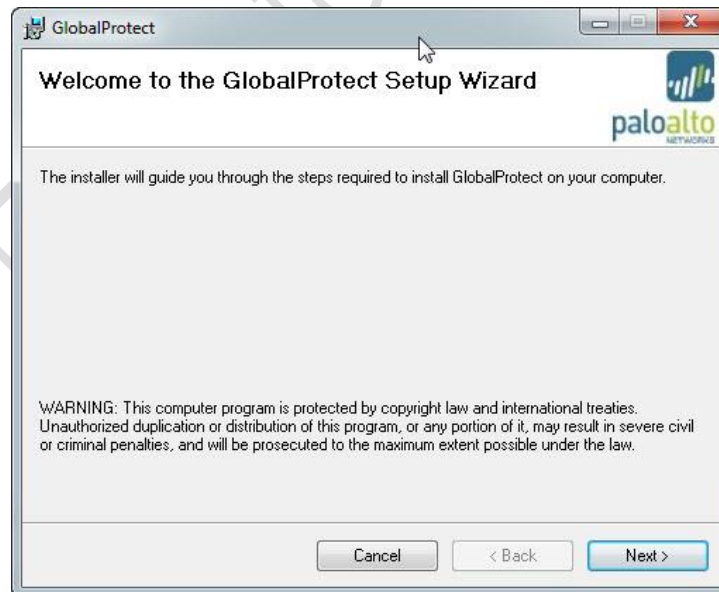 GlobalProtect
Welcome to the GlobalProtect Setup Wizard
paloalto
NETWORKS
The installer will guide you through the steps required to install GlobalProtect on your computer.
WARNING: This computer program is protected by copyright law and international treaties.
Unauthorized duplication or distribution of this program, or any portion of it, may result in severe civil
or criminal penalties, and will be prosecuted to the maximum extent possible under the law.
Cancel
< Back
Next >